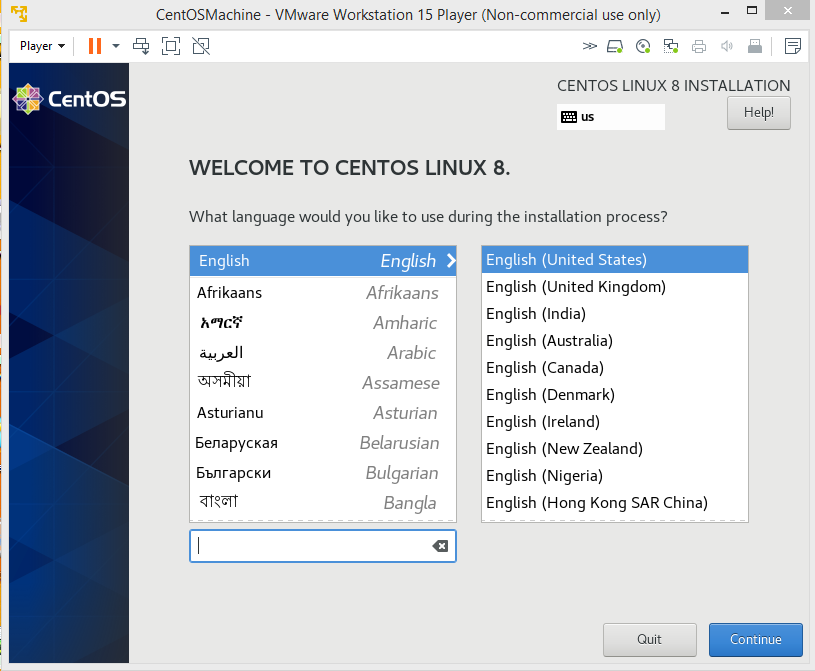 CentOSMachine - VMware Workstation 15 Player (Non-commercial use only)
Player
CentOS
CENTOS LINUX 8 INSTALLATION
us
Help!
WELCOME TO CENTOS LINUX 8.
What language would you like to use during the installation process?
English English
Afrikaans Afrikaans
አማርኛ Amharic
العربية Arabic
অসমীয়া Assamese
Asturianu Asturian
Беларуская Belarusian
Български Bulgarian
বাংলা Bangla
English (United States)
English (United Kingdom)
English (India)
English (Australia)
English (Canada)
English (Denmark)
English (Ireland)
English (New Zealand)
English (Nigeria)
English (Hong Kong SAR China)
Quit
Continue